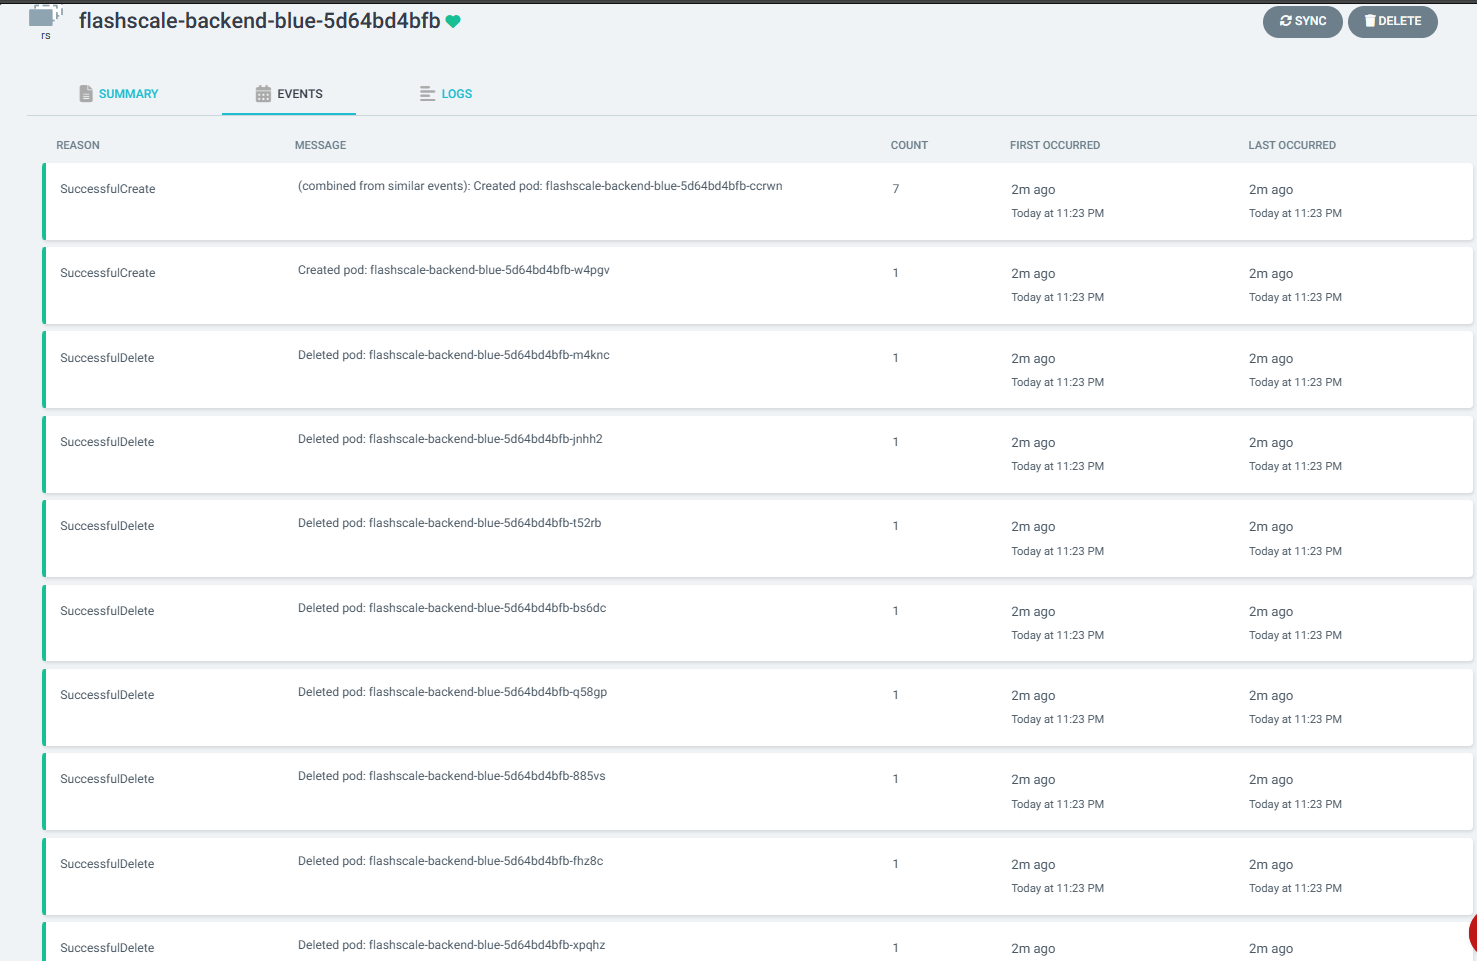 flashscale-backend-blue-5d64bd4bfb
rs
SYNC
DELETE
SUMMARY
EVENTS
LOGS
REASON MESSAGE COUNT FIRST OCCURRED LAST OCCURRED
SuccessfulCreate (combined from similar events): Created pod: flashscale-backend-blue-5d64bd4bfb-ccrwn 7 2m ago 2m ago
Today at 11:23 PM Today at 11:23 PM
SuccessfulCreate Created pod: flashscale-backend-blue-5d64bd4bfb-w4pgv 1 2m ago 2m ago
Today at 11:23 PM Today at 11:23 PM
SuccessfulDelete Deleted pod: flashscale-backend-blue-5d64bd4bfb-m4knc 1 2m ago 2m ago
Today at 11:23 PM Today at 11:23 PM
SuccessfulDelete Deleted pod: flashscale-backend-blue-5d64bd4bfb-jnhh2 1 2m ago 2m ago
Today at 11:23 PM Today at 11:23 PM
SuccessfulDelete Deleted pod: flashscale-backend-blue-5d64bd4bfb-t52rb 1 2m ago 2m ago
Today at 11:23 PM Today at 11:23 PM
SuccessfulDelete Deleted pod: flashscale-backend-blue-5d64bd4bfb-bs6dc 1 2m ago 2m ago
Today at 11:23 PM Today at 11:23 PM
SuccessfulDelete Deleted pod: flashscale-backend-blue-5d64bd4bfb-q58gp 1 2m ago 2m ago
Today at 11:23 PM Today at 11:23 PM
SuccessfulDelete Deleted pod: flashscale-backend-blue-5d64bd4bfb-885vs 1 2m ago 2m ago
Today at 11:23 PM Today at 11:23 PM
SuccessfulDelete Deleted pod: flashscale-backend-blue-5d64bd4bfb-fhz8c 1 2m ago 2m ago
Today at 11:23 PM Today at 11:23 PM
SuccessfulDelete Deleted pod: flashscale-backend-blue-5d64bd4bfb-xpqhz 1 2m ago 2m ago